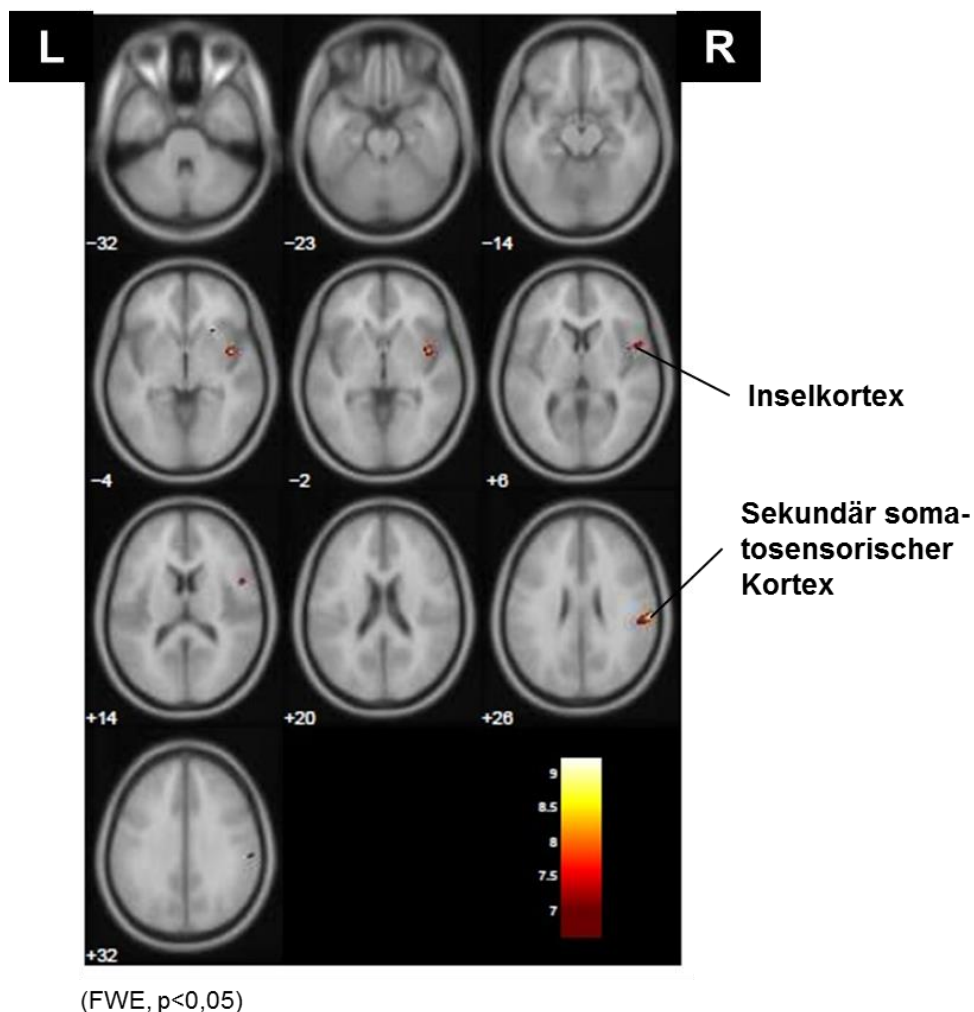 L
R
−32
−23
−14
−4
−2
+6
Inselkortex
+14
+20
+26
Sekundär soma-
tosensorischer
Kortex
+32
9
8.5
8
7.5
7
(FWE, p<0,05)